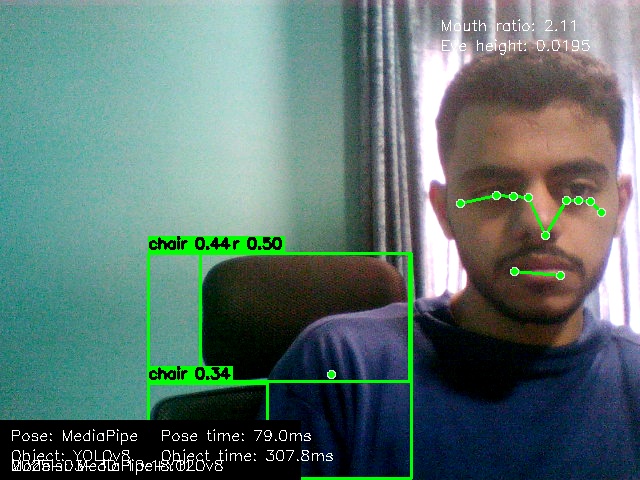 Mouth ratio: 2.11
Eye height: 0.0195
chair 0.44r 0.50
chair 0.34
Pose: MediaPipe Pose time: 79.0ms
Object: YOLOv8 Object time: 307.8ms